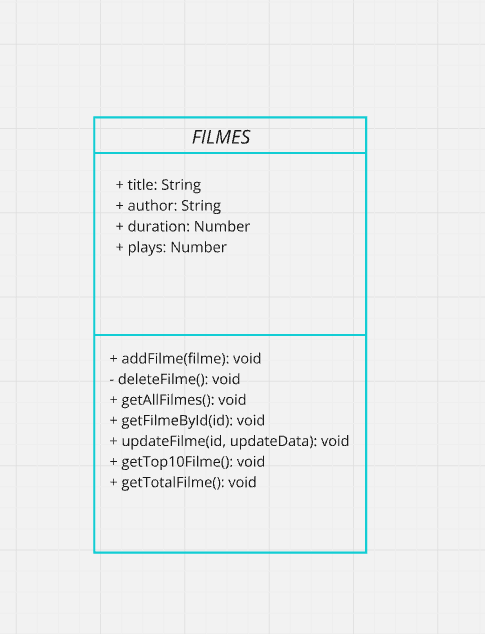 FILMES
+ title: String
+ author: String
+ duration: Number
+ plays: Number
+ addFilme(filme): void
- deleteFilme(): void
+ getAllFilmes(): void
+ getFilmeById(id): void
+ updateFilme(id, updateData): void
+ getTop10Filme(): void
+ getTotalFilme(): void